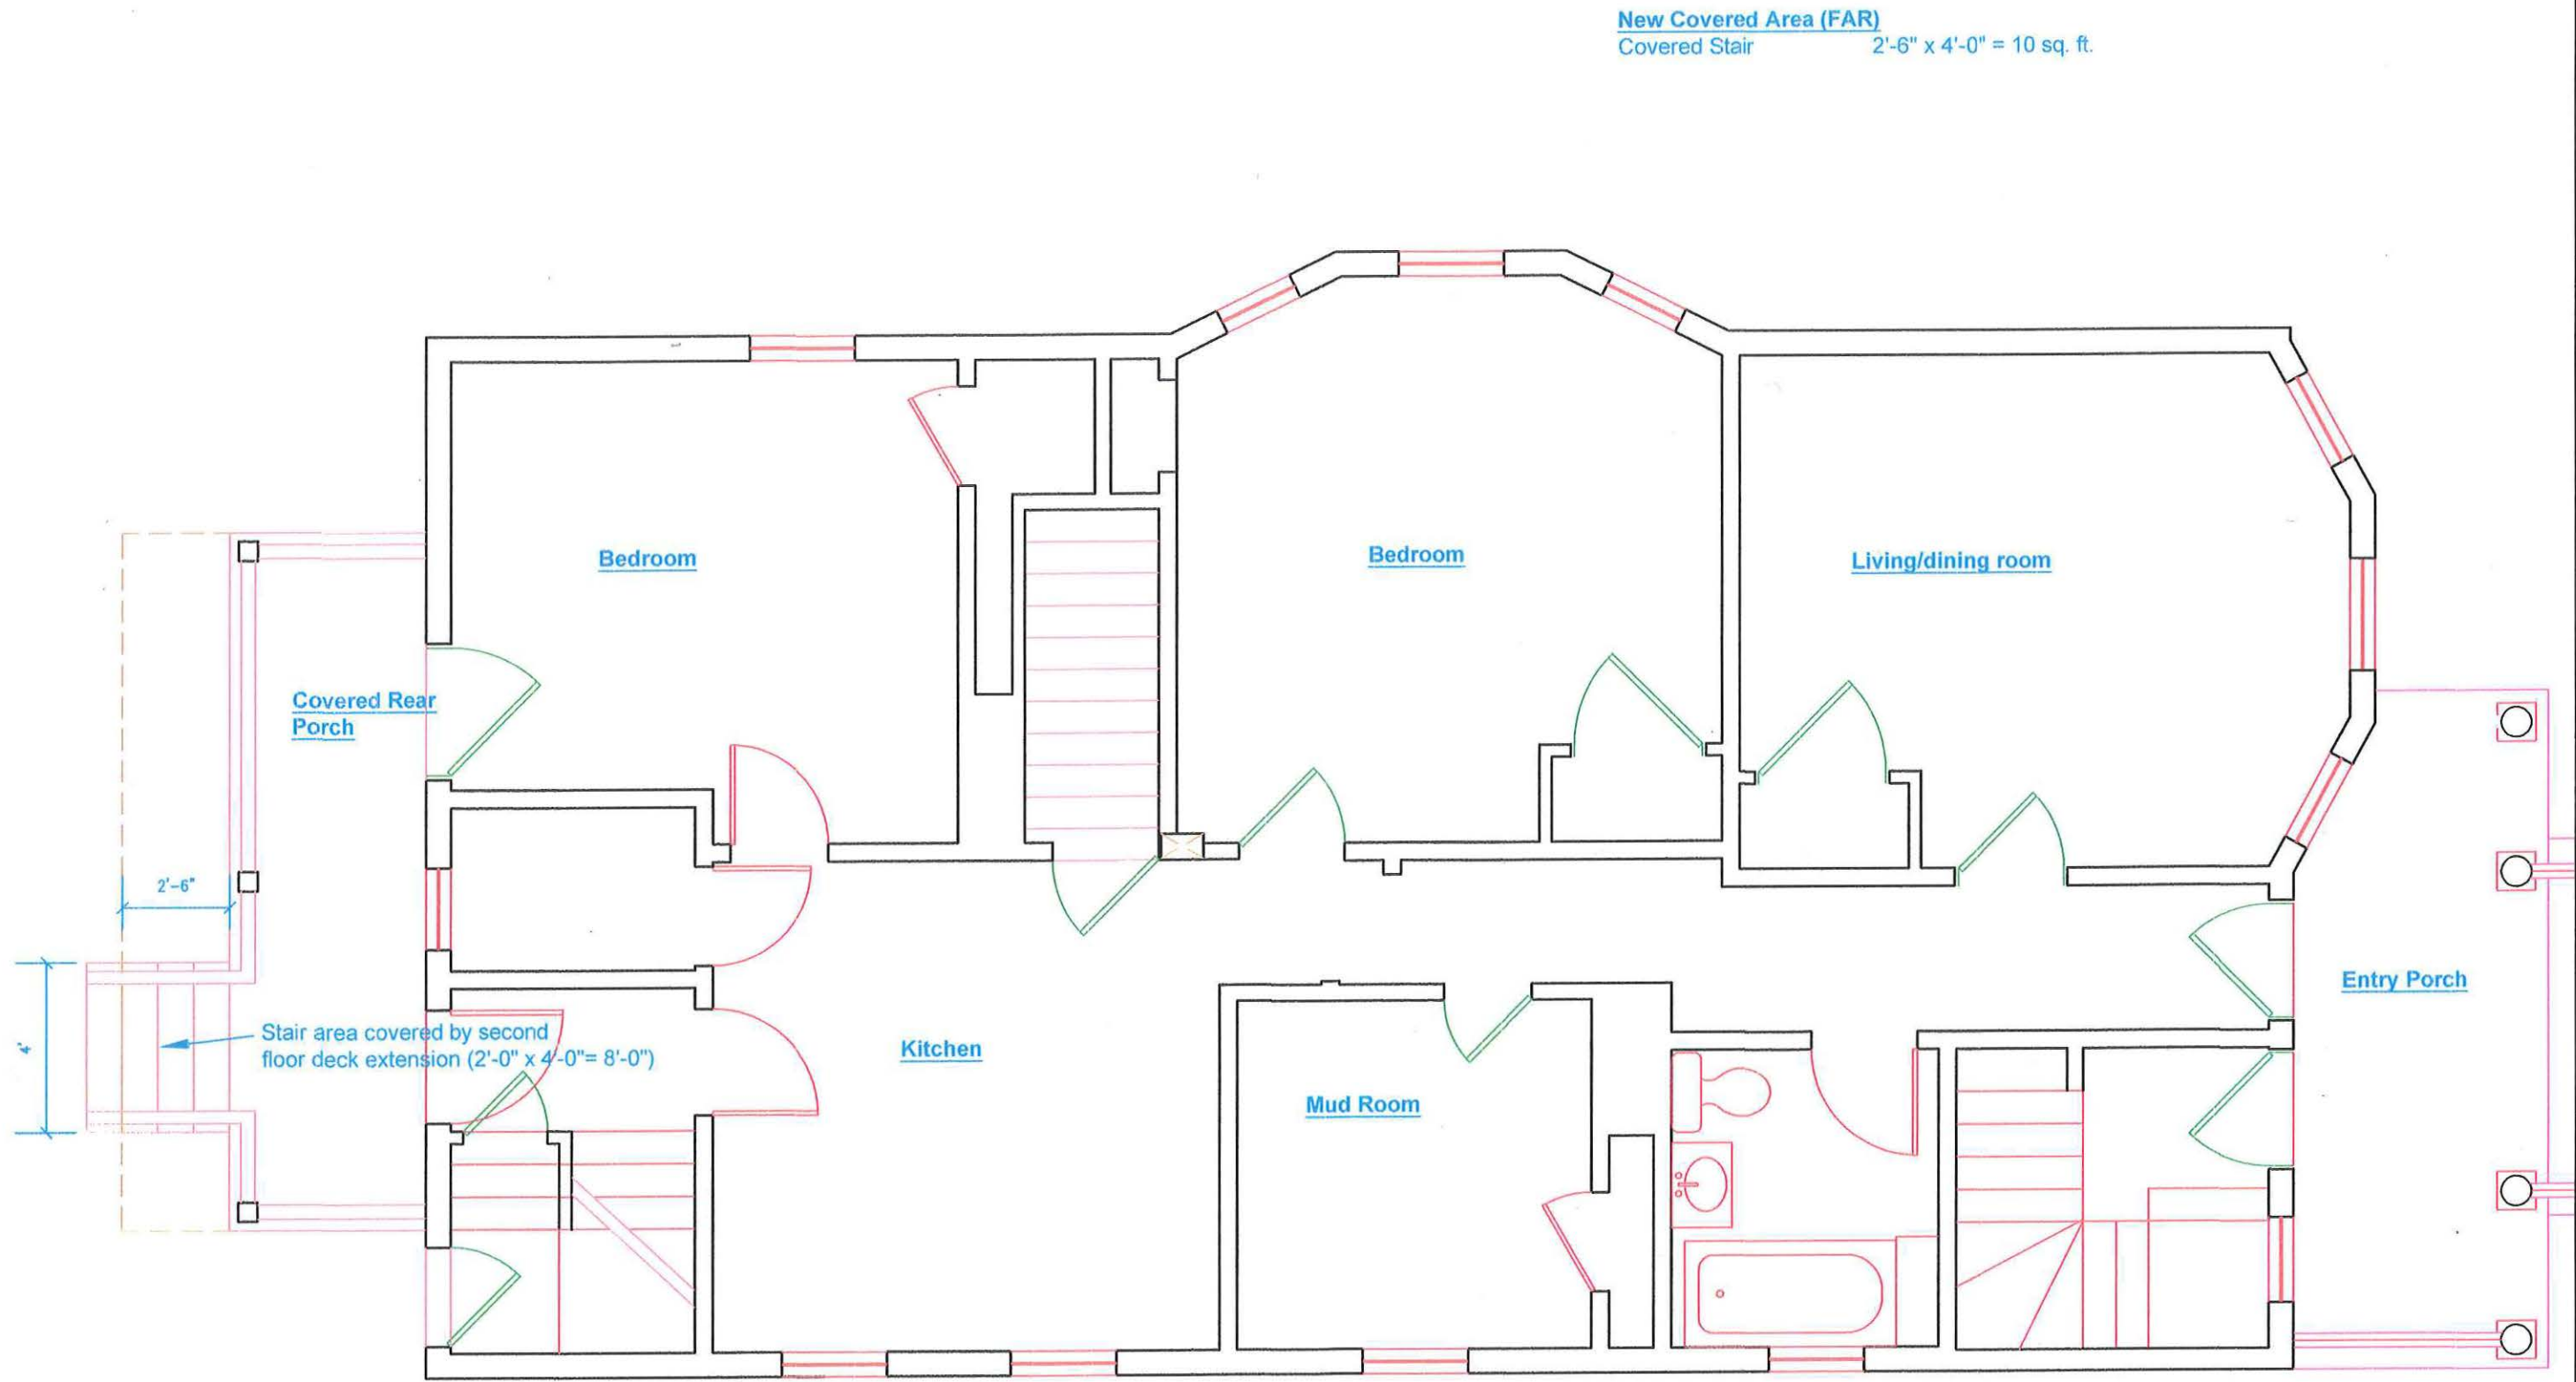 New Covered Area (FAR)
Covered Stair 2'-6" x 4'-0" = 10 sq. ft.
Bedroom
Bedroom
Living/dining room
Covered Rear
Porch
2'-6"
Entry Porch
4'
Stair area covered by second
floor deck extension (2'-0" x 4'-0"= 8'-0")
Kitchen
Mud Room